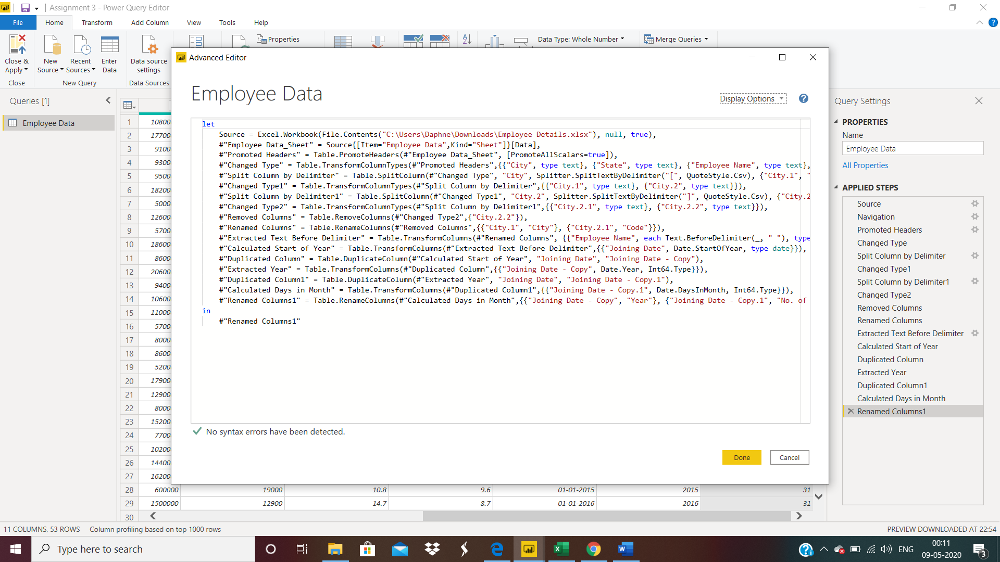 Assignment 3 - Power Query Editor
File
Home
Transform
Add Column
View
Tools
Help
Close & Apply
New Source
Recent Sources
Enter Data
Data source settings
Properties
Data Type: Whole Number
Merge Queries
Close
New Query
Data Sources
Queries [1]
Employee Data
Advanced Editor
Employee Data
Display Options
let
Source = Excel.Workbook(File.Contents("C:\Users\Daphne\Downloads\Employee Details.xlsx"), null, true),
#"Employee Data_Sheet" = Source{[Item="Employee Data",Kind="Sheet"]}[Data],
#"Promoted Headers" = Table.PromoteHeaders(#"Employee Data_Sheet", [PromoteAllScalars=true]),
#"Changed Type" = Table.TransformColumnTypes(#"Promoted Headers",{{"City", type text}, {"State", type text}, {"Employee Name", type text},
#"Split Column by Delimiter" = Table.SplitColumn(#"Changed Type", "City", Splitter.SplitTextByDelimiter("[", QuoteStyle.Csv), {"City.1", "
#"Changed Type1" = Table.TransformColumnTypes(#"Split Column by Delimiter",{{"City.1", type text}, {"City.2", type text}}),
#"Split Column by Delimiter1" = Table.SplitColumn(#"Changed Type1", "City.2", Splitter.SplitTextByDelimiter("]", QuoteStyle.Csv), {"City.2
#"Changed Type2" = Table.TransformColumnTypes(#"Split Column by Delimiter1",{{"City.2.1", type text}, {"City.2.2", type text}}),
#"Removed Columns" = Table.RemoveColumns(#"Changed Type2",{"City.2.2"}),
#"Renamed Columns" = Table.RenameColumns(#"Removed Columns",{{"City.1", "City"}, {"City.2.1", "Code"}}),
#"Extracted Text Before Delimiter" = Table.TransformColumns(#"Renamed Columns", {{"Employee Name", each Text.BeforeDelimiter(_, " "), type
#"Calculated Start of Year" = Table.TransformColumns(#"Extracted Text Before Delimiter",{{"Joining Date", Date.StartOfYear, type date}}),
#"Duplicated Column" = Table.DuplicateColumn(#"Calculated Start of Year", "Joining Date", "Joining Date - Copy"),
#"Extracted Year" = Table.TransformColumns(#"Duplicated Column",{{"Joining Date - Copy", Date.Year, Int64.Type}}),
#"Duplicated Column1" = Table.DuplicateColumn(#"Extracted Year", "Joining Date", "Joining Date - Copy.1"),
#"Calculated Days in Month" = Table.TransformColumns(#"Duplicated Column1",{{"Joining Date - Copy.1", Date.DaysInMonth, Int64.Type}}),
#"Renamed Columns1" = Table.RenameColumns(#"Calculated Days in Month",{{"Joining Date - Copy", "Year"}, {"Joining Date - Copy.1", "No. of
in
#"Renamed Columns1"
No syntax errors have been detected.
Done
Cancel
1 10800
2 17700
3 9100
4 9300
5 9500
6 18200
7 5000
8 12600
9 5700
10 18600
11 8600
12 20600
13 9400
14 10600
15 11000
16 5700
17 8000
18 8600
19 5200
20 17900
21 12900
22 8000
23 15200
24 7700
25 10200
26 14400
27 16200
28 600000 19000 10.8 9.6 01-01-2015 2015 31
29 1500000 12900 14.7 8.7 01-01-2016 2016 31
30
Query Settings
PROPERTIES
Name
Employee Data
All Properties
APPLIED STEPS
Source
Navigation
Promoted Headers
Changed Type
Split Column by Delimiter
Changed Type1
Split Column by Delimiter1
Changed Type2
Removed Columns
Renamed Columns
Extracted Text Before Delimiter
Calculated Start of Year
Duplicated Column
Extracted Year
Duplicated Column1
Calculated Days in Month
Renamed Columns1
11 COLUMNS, 53 ROWS
Column profiling based on top 1000 rows
PREVIEW DOWNLOADED AT 22:54
Type here to search
ENG
00:11
09-05-2020
3